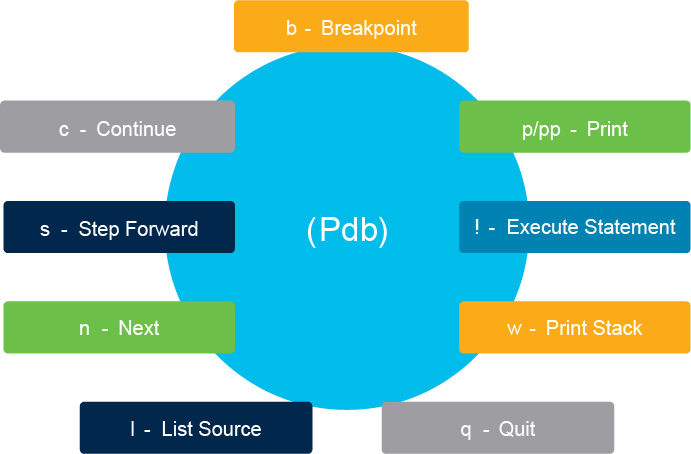 b - Breakpoint
c - Continue
p/pp - Print
s - Step Forward
(Pdb)
! - Execute Statement
n - Next
w - Print Stack
l - List Source
q - Quit